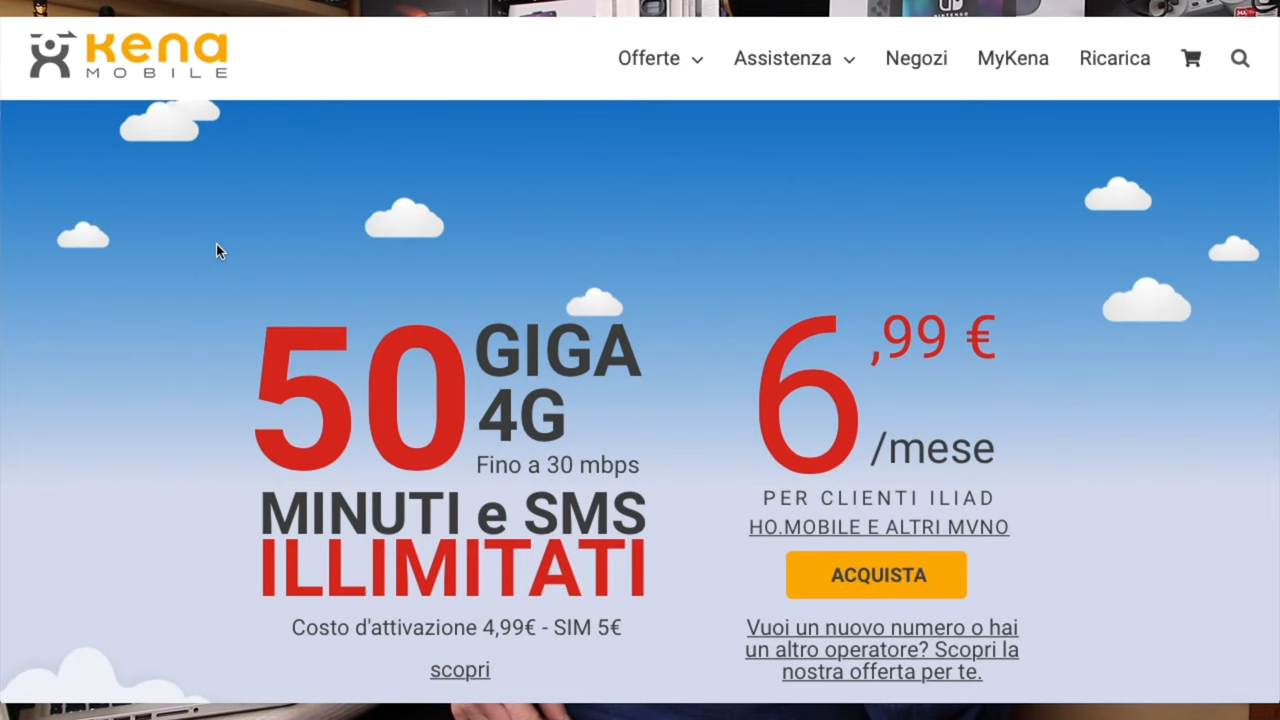 NINTENDO
kena
MOBILE
Offerte
Assistenza
Negozi
MyKena
Ricarica
50 GIGA
4G
Fino a 30 mbps
MINUTI e SMS
ILLIMITATI
Costo d'attivazione 4,99€ - SIM 5€
scopri
6,99 €
/mese
PER CLIENTI ILIAD
HO.MOBILE E ALTRI MVNO
ACQUISTA
Vuoi un nuovo numero o hai
un altro operatore? Scopri la
nostra offerta per te.